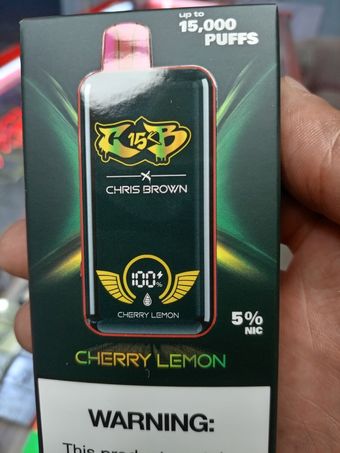 up to
15,000
PUFFS
C15B
X
CHRIS BROWN
100%
CHERRY LEMON
5%
NIC
CHERRY LEMON
WARNING: